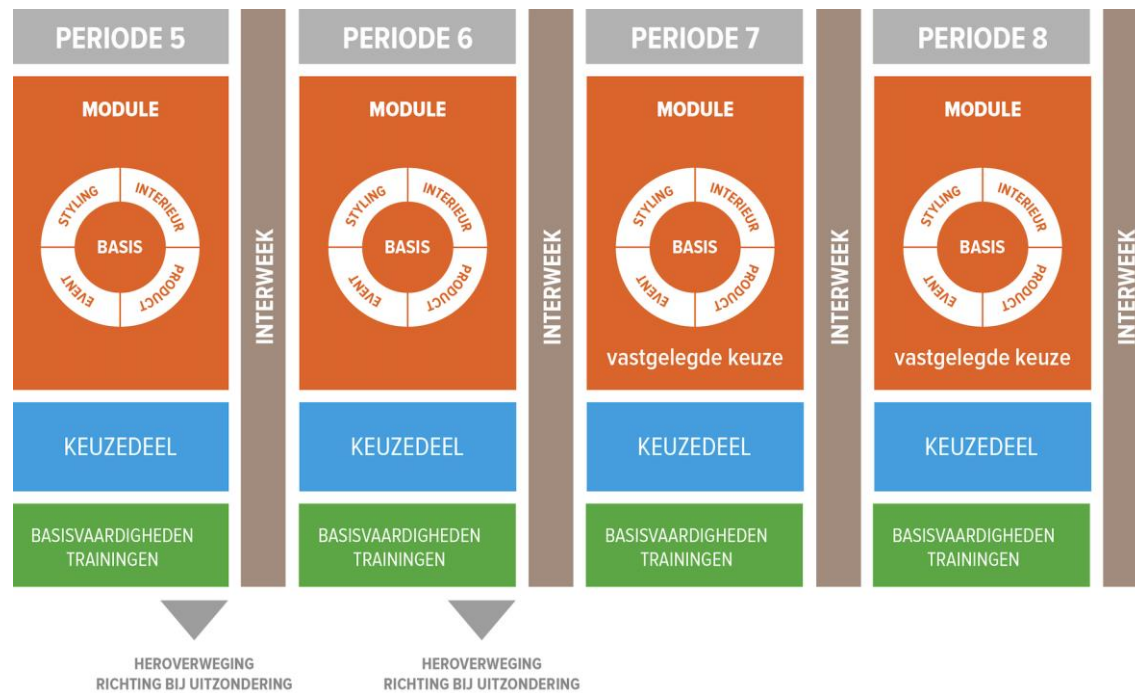 PERIODE 5
MODULE
STYLING
INTERIEUR
BASIS
EVENT
PRODUCT
KEUZEDEEL
BASISVAARDIGHEDEN
TRAININGEN
HEROVERWEGING
RICHTING BIJ UITZONDERING
INTERWEEK
PERIODE 6
MODULE
STYLING
INTERIEUR
BASIS
EVENT
PRODUCT
KEUZEDEEL
BASISVAARDIGHEDEN
TRAININGEN
HEROVERWEGING
RICHTING BIJ UITZONDERING
INTERWEEK
PERIODE 7
MODULE
STYLING
INTERIEUR
BASIS
EVENT
PRODUCT
vastgelegde keuze
KEUZEDEEL
BASISVAARDIGHEDEN
TRAININGEN
INTERWEEK
PERIODE 8
MODULE
STYLING
INTERIEUR
BASIS
EVENT
PRODUCT
vastgelegde keuze
KEUZEDEEL
BASISVAARDIGHEDEN
TRAININGEN
INTERWEEK